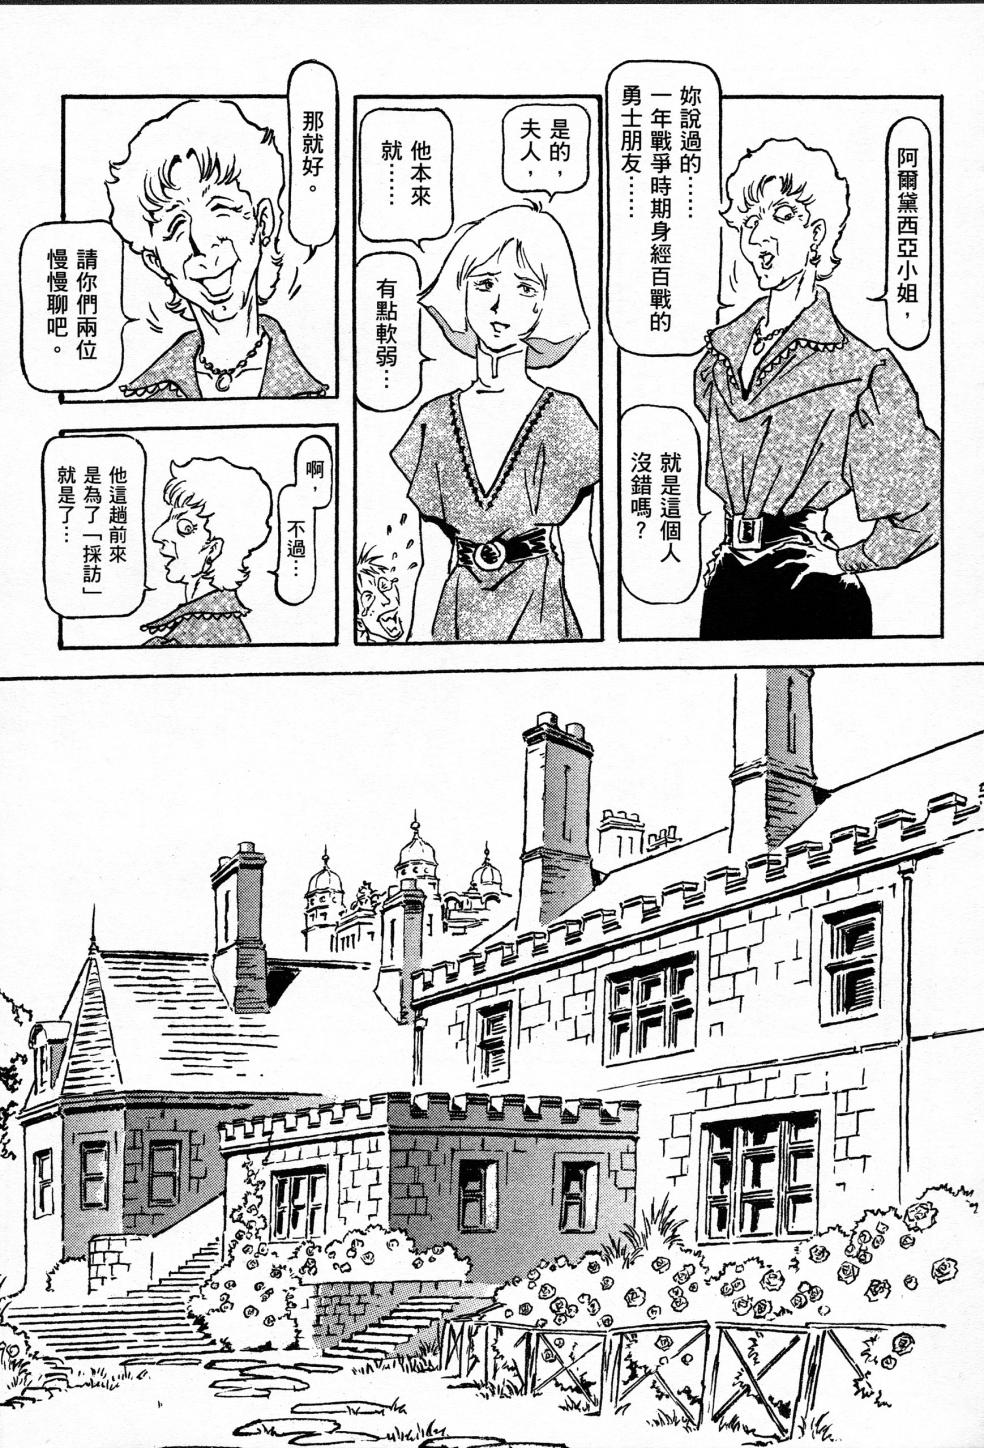 阿爾黛西亞小姐，
妳說過的……
一年戰爭時期身經百戰的
勇士朋友……
就是這個人
沒錯嗎？
是的，
夫人，
他本來
就……
有點軟弱…
那就好。
請你們兩位
慢慢聊吧。
啊，
不過…
他這趟前來
是為了「採訪」
就是了…